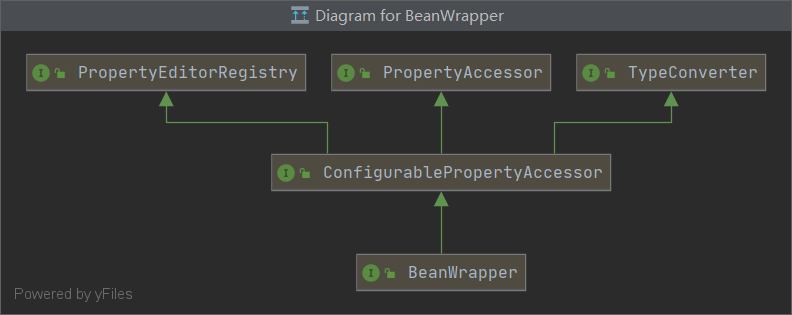 Diagram for BeanWrapper
PropertyEditorRegistry
PropertyAccessor
TypeConverter
ConfigurablePropertyAccessor
BeanWrapper
Powered by yFiles